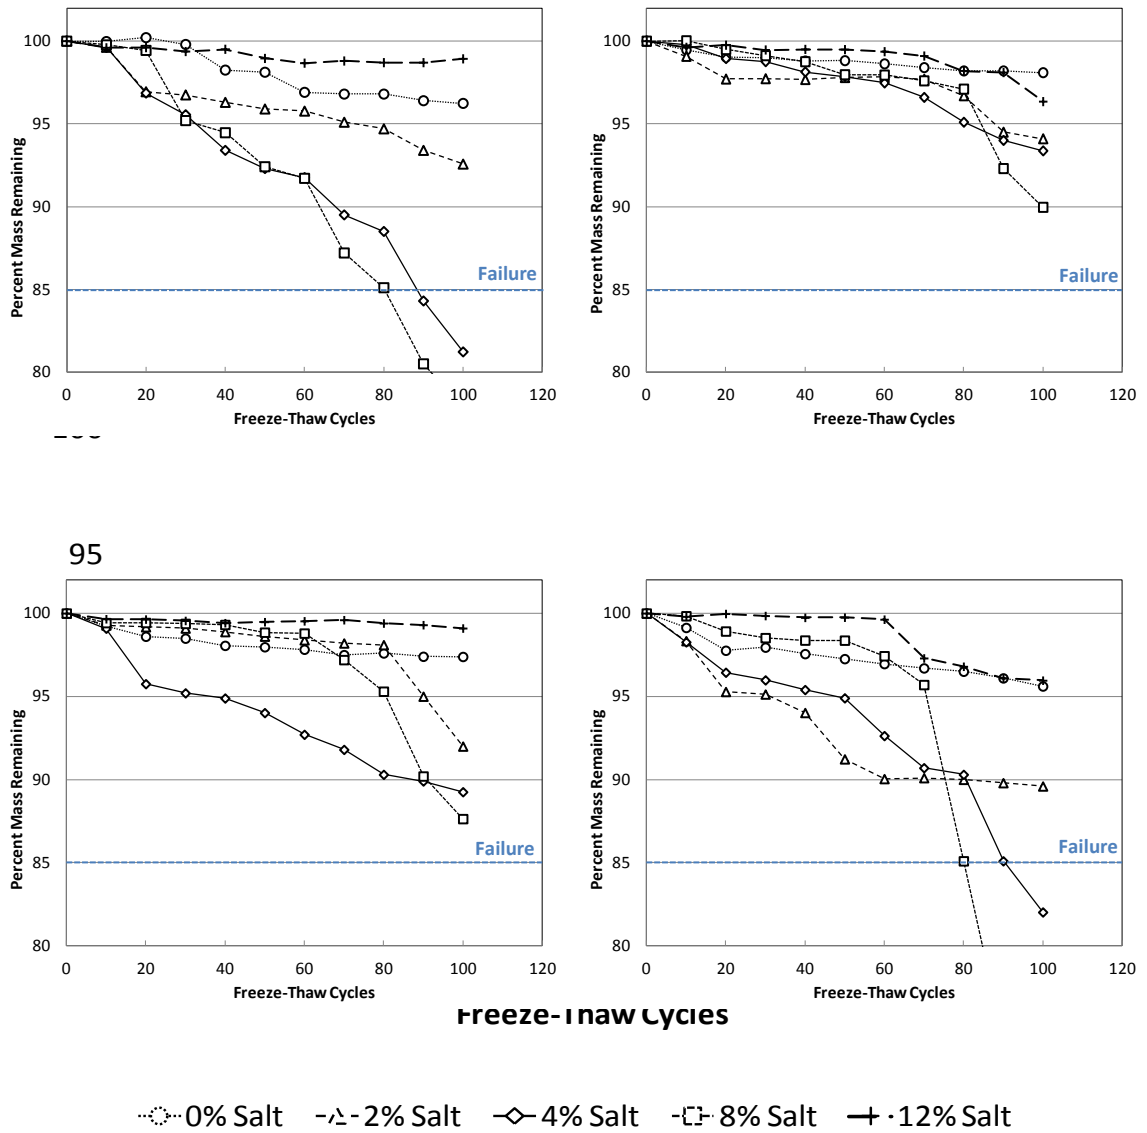 100
95
90
85
80
Percent Mass Remaining
Failure
0 20 40 60 80 100 120
Freeze-Thaw Cycles
100
95
90
85
80
Percent Mass Remaining
Failure
0 20 40 60 80 100 120
Freeze-Thaw Cycles
95
100
95
90
85
80
Percent Mass Remaining
Failure
0 20 40 60 80 100 120
Freeze-Thaw Cycles
100
95
90
85
80
Percent Mass Remaining
Failure
0 20 40 60 80 100 120
Freeze-Thaw Cycles
Freeze-Thaw Cycles
0% Salt 2% Salt 4% Salt 8% Salt 12% Salt